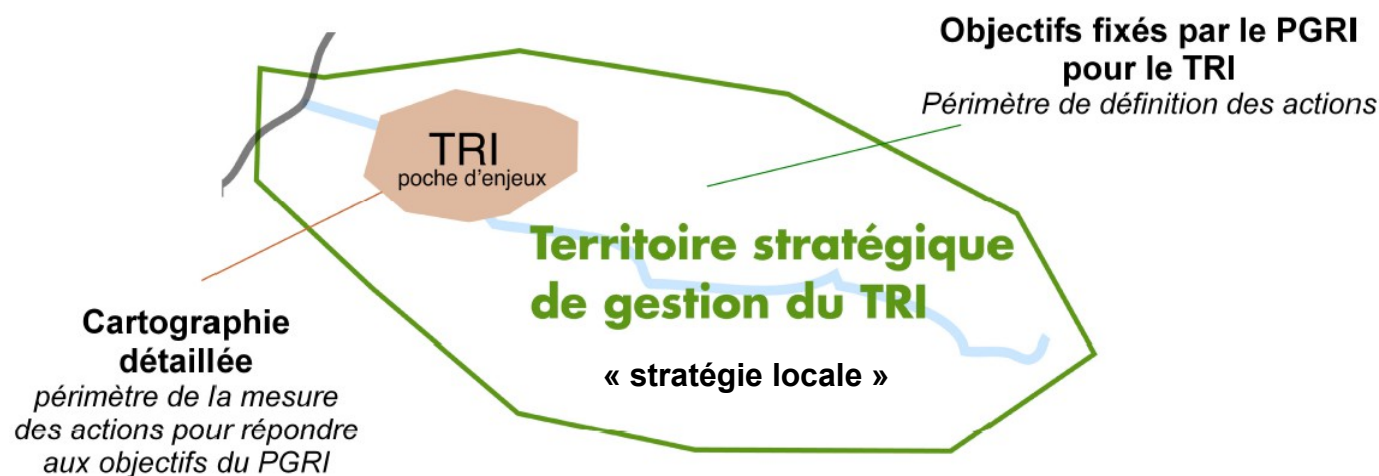 Objectifs fixés par le PGRI
pour le TRI
Périmètre de définition des actions
TRI
poche d'enjeux
Territoire stratégique
de gestion du TRI
« stratégie locale »
Cartographie
détaillée
périmètre de la mesure
des actions pour répondre
aux objectifs du PGRI